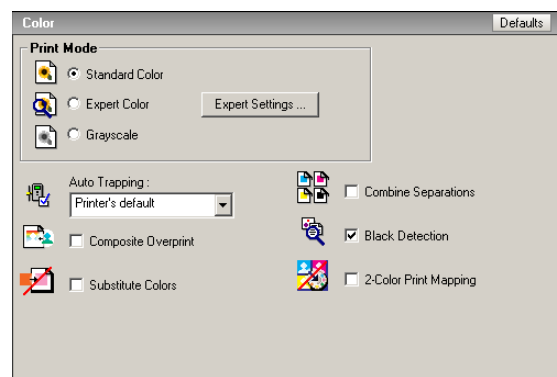 Color
Defaults
Print Mode
Standard Color
Expert Color
Expert Settings ...
Grayscale
Auto Trapping :
Printer's default
Combine Separations
Composite Overprint
Black Detection
Substitute Colors
2-Color Print Mapping